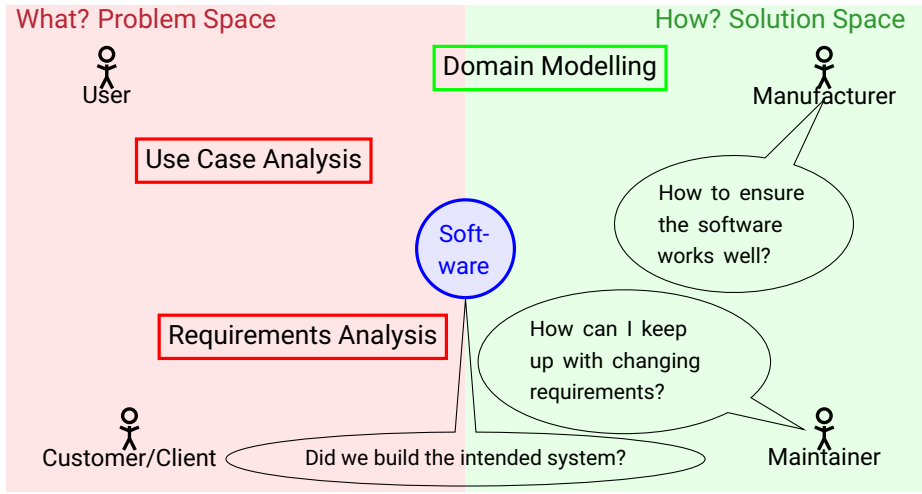 What? Problem Space
How? Solution Space
Domain Modelling
User
Manufacturer
Use Case Analysis
How to ensure
the software
works well?
Soft-
ware
Requirements Analysis
How can I keep
up with changing
requirements?
Customer/Client
Did we build the intended system?
Maintainer